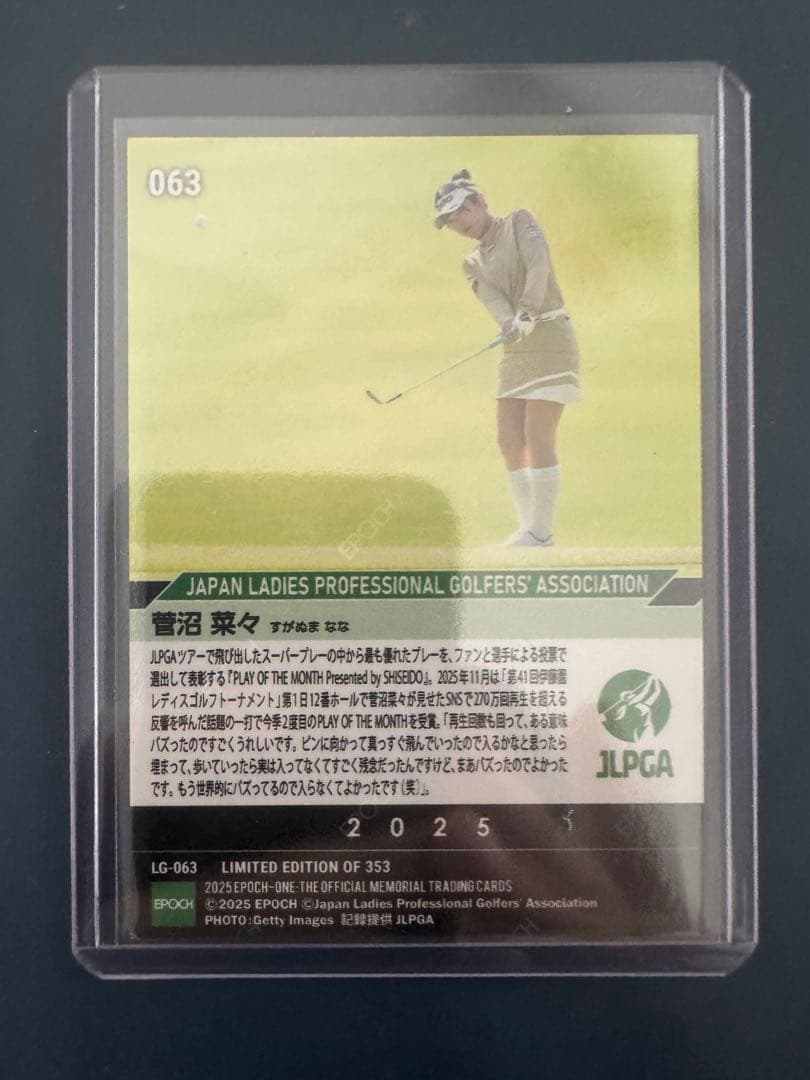 063
JAPAN LADIES PROFESSIONAL GOLFERS' ASSOCIATION
菅沼 菜々 すがぬま なな
JLPGAツアーで飛び出したスーパープレーの中から最も優れたプレーを、ファンと選手による投票で
選出して表彰する『PLAY OF THE MONTH Presented by SHISEIDO』。2025年11月は「第41回伊藤園
レディスゴルフトーナメント」第1日12番ホールで菅沼菜々が見せたSNSで270万回再生を超える
反響を呼んだ話題の一打で今季2度目のPLAY OF THE MONTHを受賞。「再生回数も回って、ある意味
バズったのですごくうれしいです。ピンに向かって真っすぐ飛んでいったので入るかなと思ったら
埋まって、歩いていったら実は入ってなくてすごく残念だったんですけど、まあバズったのでよかった
です。もう世界的にバズってるので入らなくてよかったです（笑）」。
JLPGA
2025
LG-063 LIMITED EDITION OF 353
2025 EPOCH-ONE·THE OFFICIAL MEMORIAL TRADING CARDS
EPOCH ©2025 EPOCH ©Japan Ladies Professional Golfers' Association
PHOTO:Getty Images 記録提供 JLPGA